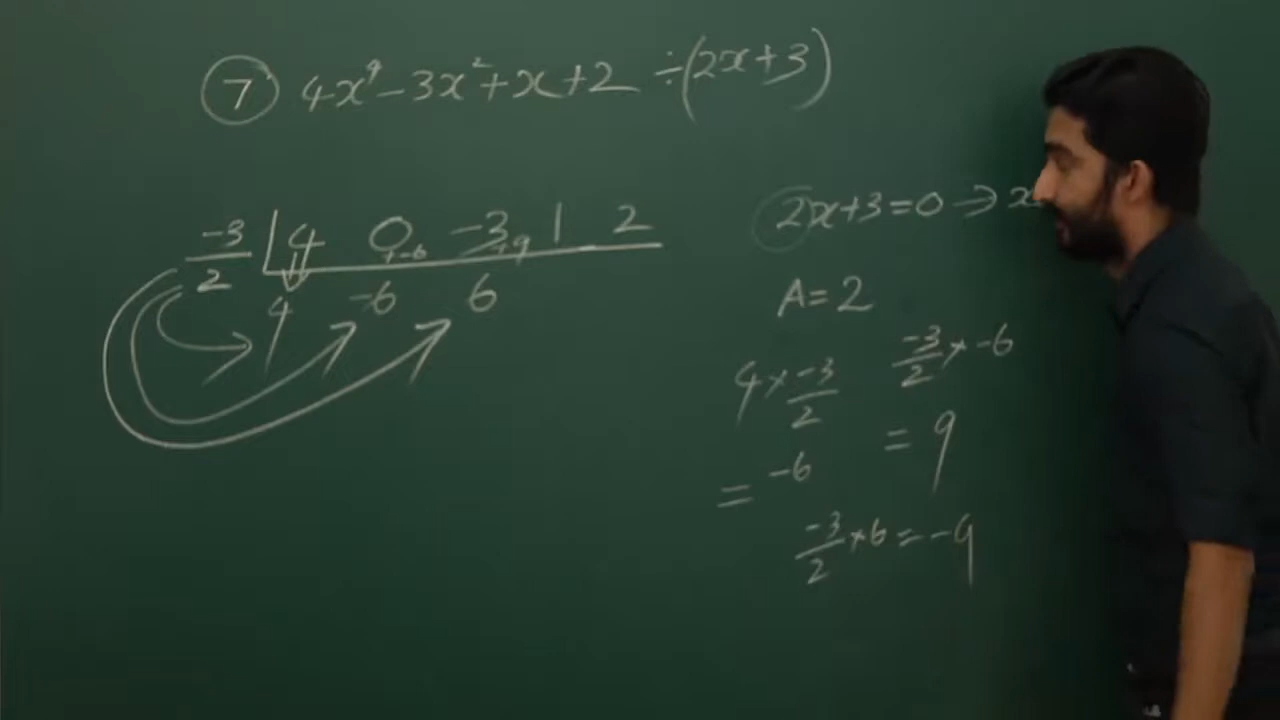 7 4x⁴-3x²+x+2 ÷(2x+3)
-3/2 | 4 0 -3 1 2
+-6 +9
4 -6 6
2x+3=0 → x
A=2
4×-3/2 = -6
-3/2 × -6 = 9
-3/2 ×6 = -9